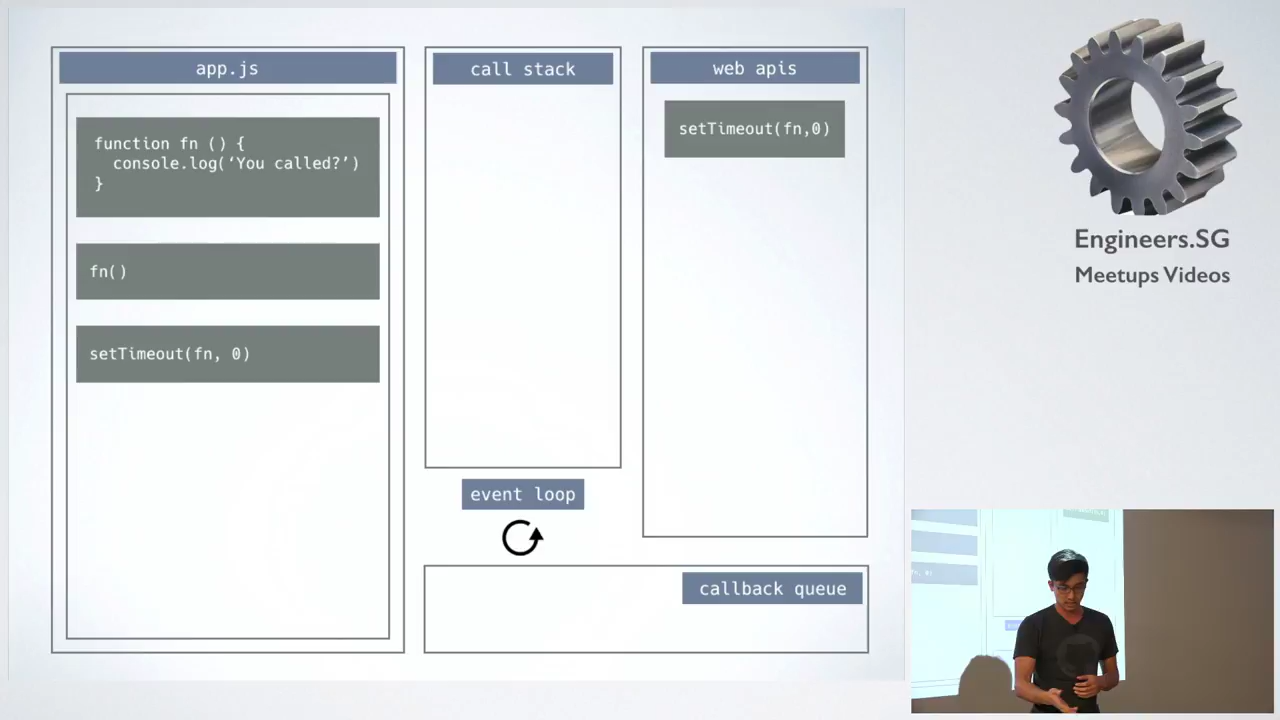 app.js
function fn () {
console.log(‘You called?’)
}
fn()
setTimeout(fn, 0)
call stack
event loop
web apis
setTimeout(fn,0)
callback queue
Engineers.SG
Meetups Videos